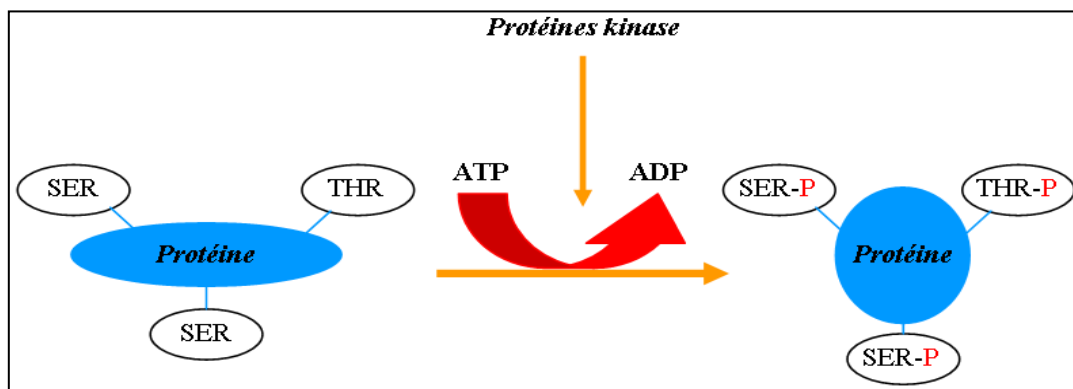 Protéines kinase
ATP ADP
SER THR SER-P THR-P
Protéine Protéine
SER
SER-P